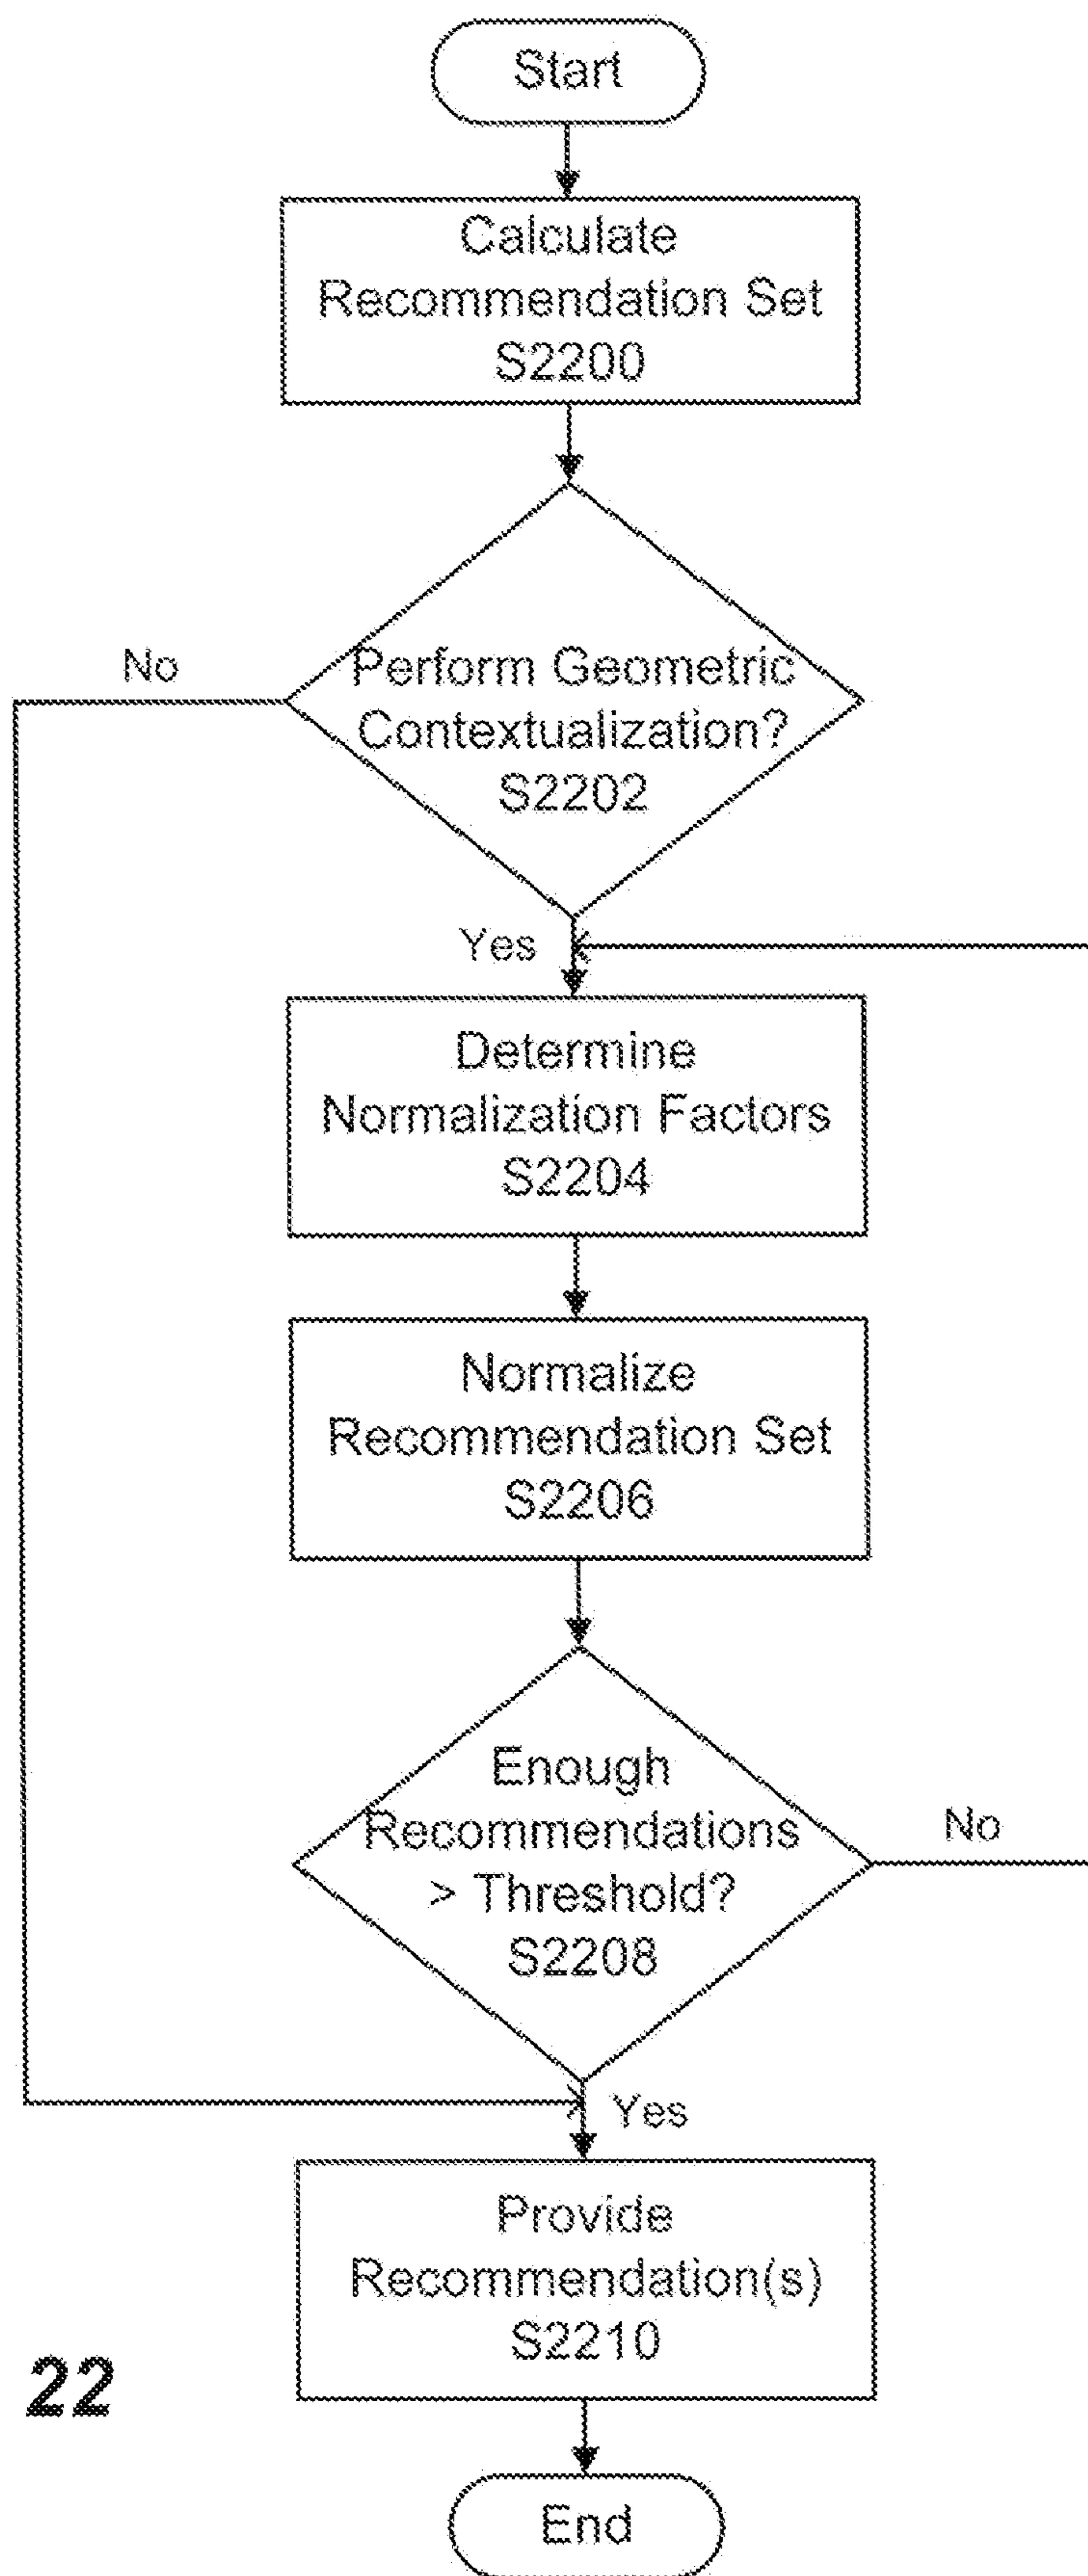 Start
Calculate
Recommendation Set
S2200
No
Perform Geometric
Contextualization?
S2202
Yes
Determine
Normalization Factors
S2204
Normalize
Recommendation Set
S2206
Enough
Recommendations
> Threshold?
S2208
No
Yes
Provide
Recommendation(s)
S2210
22
End